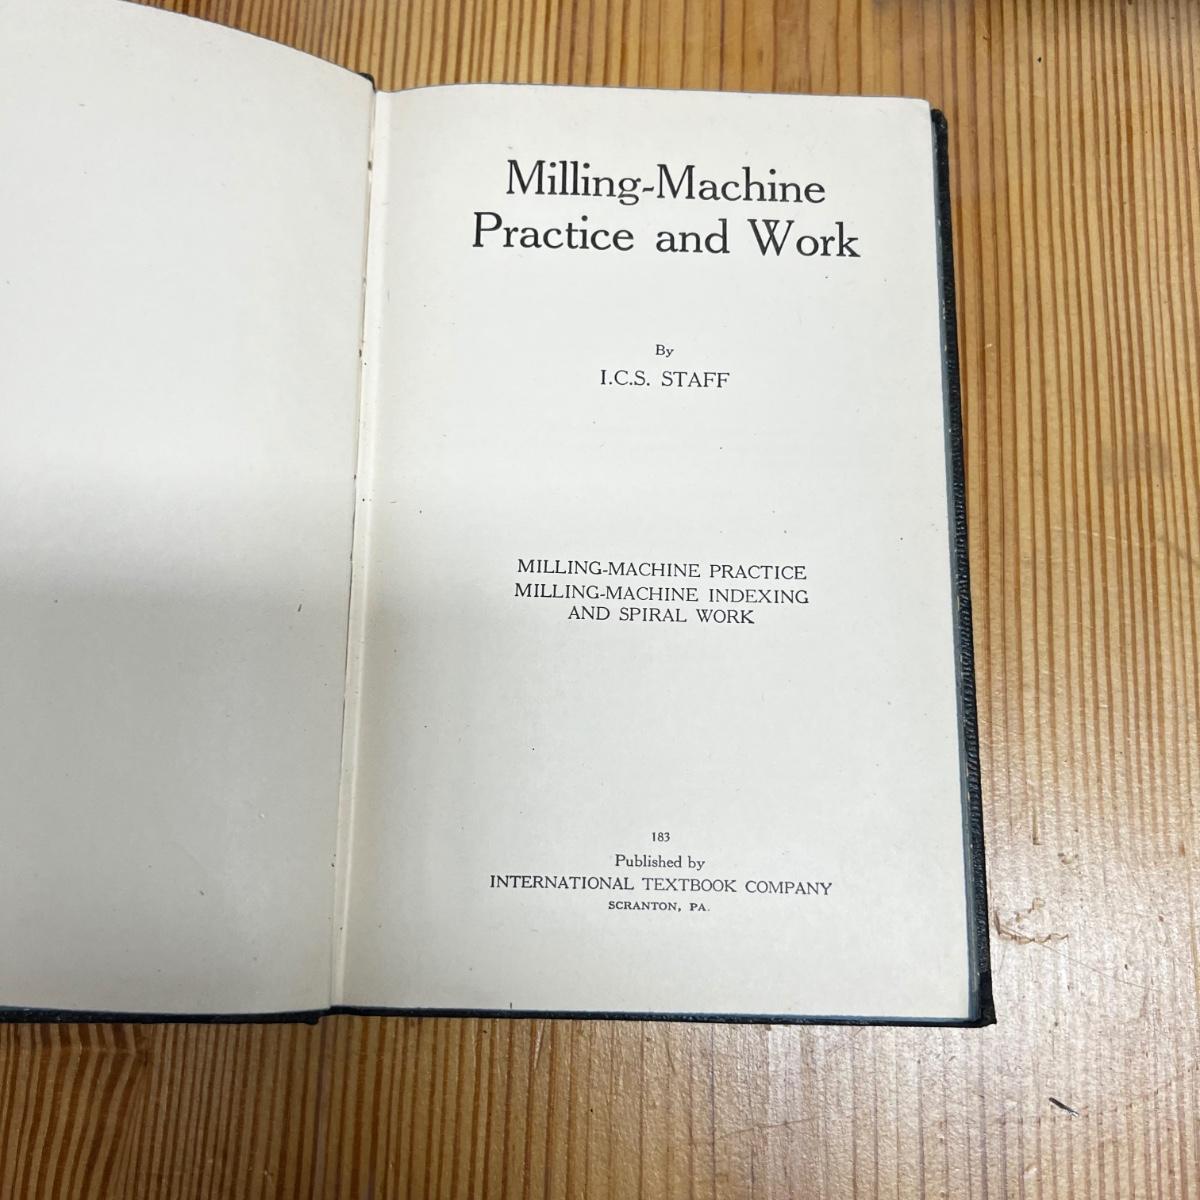 Milling-Machine
Practice and Work
By
I.C.S. STAFF
MILLING-MACHINE PRACTICE
MILLING-MACHINE INDEXING
AND SPIRAL WORK
183
Published by
INTERNATIONAL TEXTBOOK COMPANY
SCRANTON, PA.